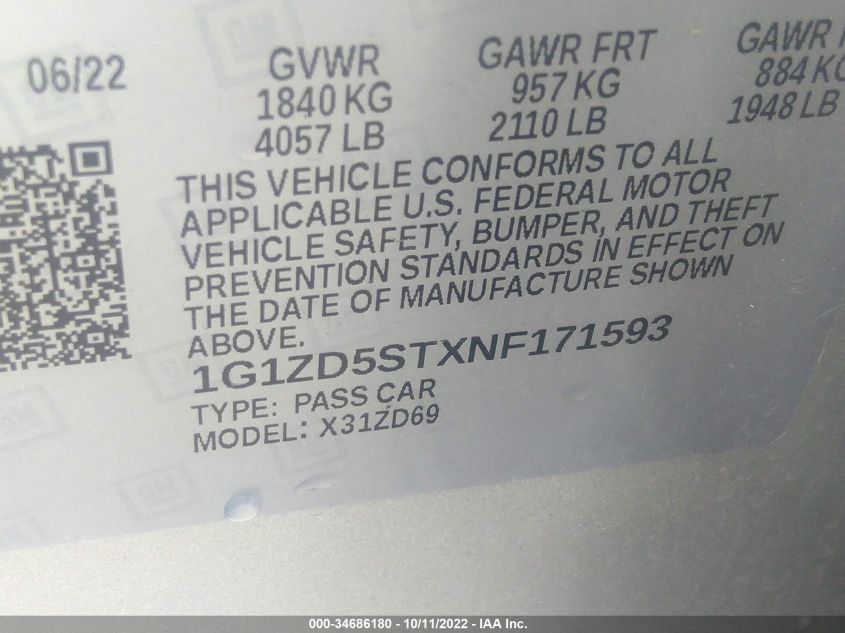 06/22 GVWR GAWR FRT GAWR
1840 KG 957 KG 884 KG
4057 LB 2110 LB 1948 LB
THIS VEHICLE CONFORMS TO ALL
APPLICABLE U.S. FEDERAL MOTOR
VEHICLE SAFETY, BUMPER, AND THEFT
PREVENTION STANDARDS IN EFFECT ON
THE DATE OF MANUFACTURE SHOWN
ABOVE.
1G1ZD5STXNF171593
TYPE: PASS CAR
MODEL: X31ZD69
GM
000-34686180 - 10/11/2022 - IAA Inc.